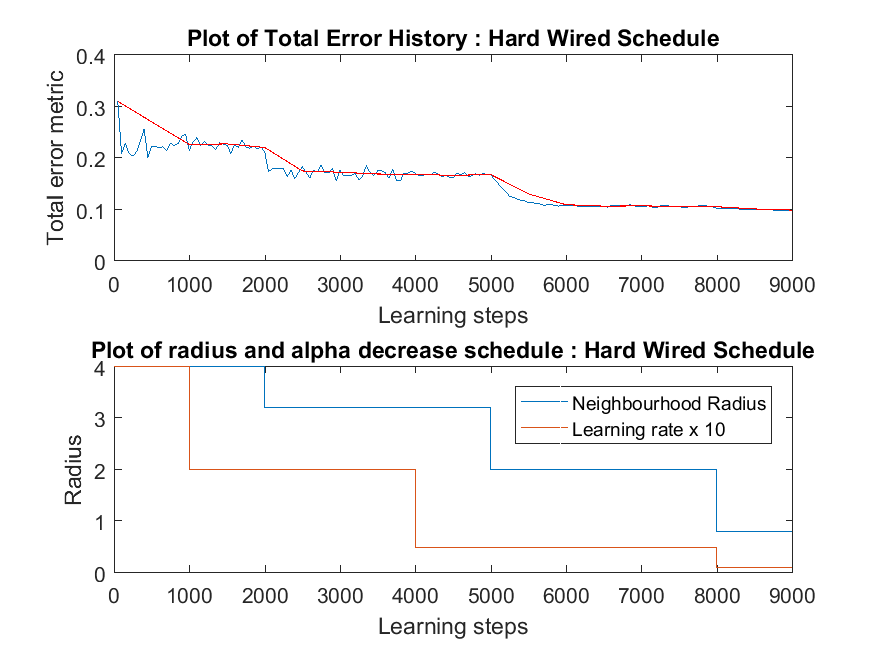 Plot of Total Error History : Hard Wired Schedule
0.4
0.3
0.2
0.1
0
Total error metric
0 1000 2000 3000 4000 5000 6000 7000 8000 9000
Learning steps
Plot of radius and alpha decrease schedule : Hard Wired Schedule
4
3
2
1
0
Radius
Neighbourhood Radius
Learning rate x 10
0 1000 2000 3000 4000 5000 6000 7000 8000 9000
Learning steps